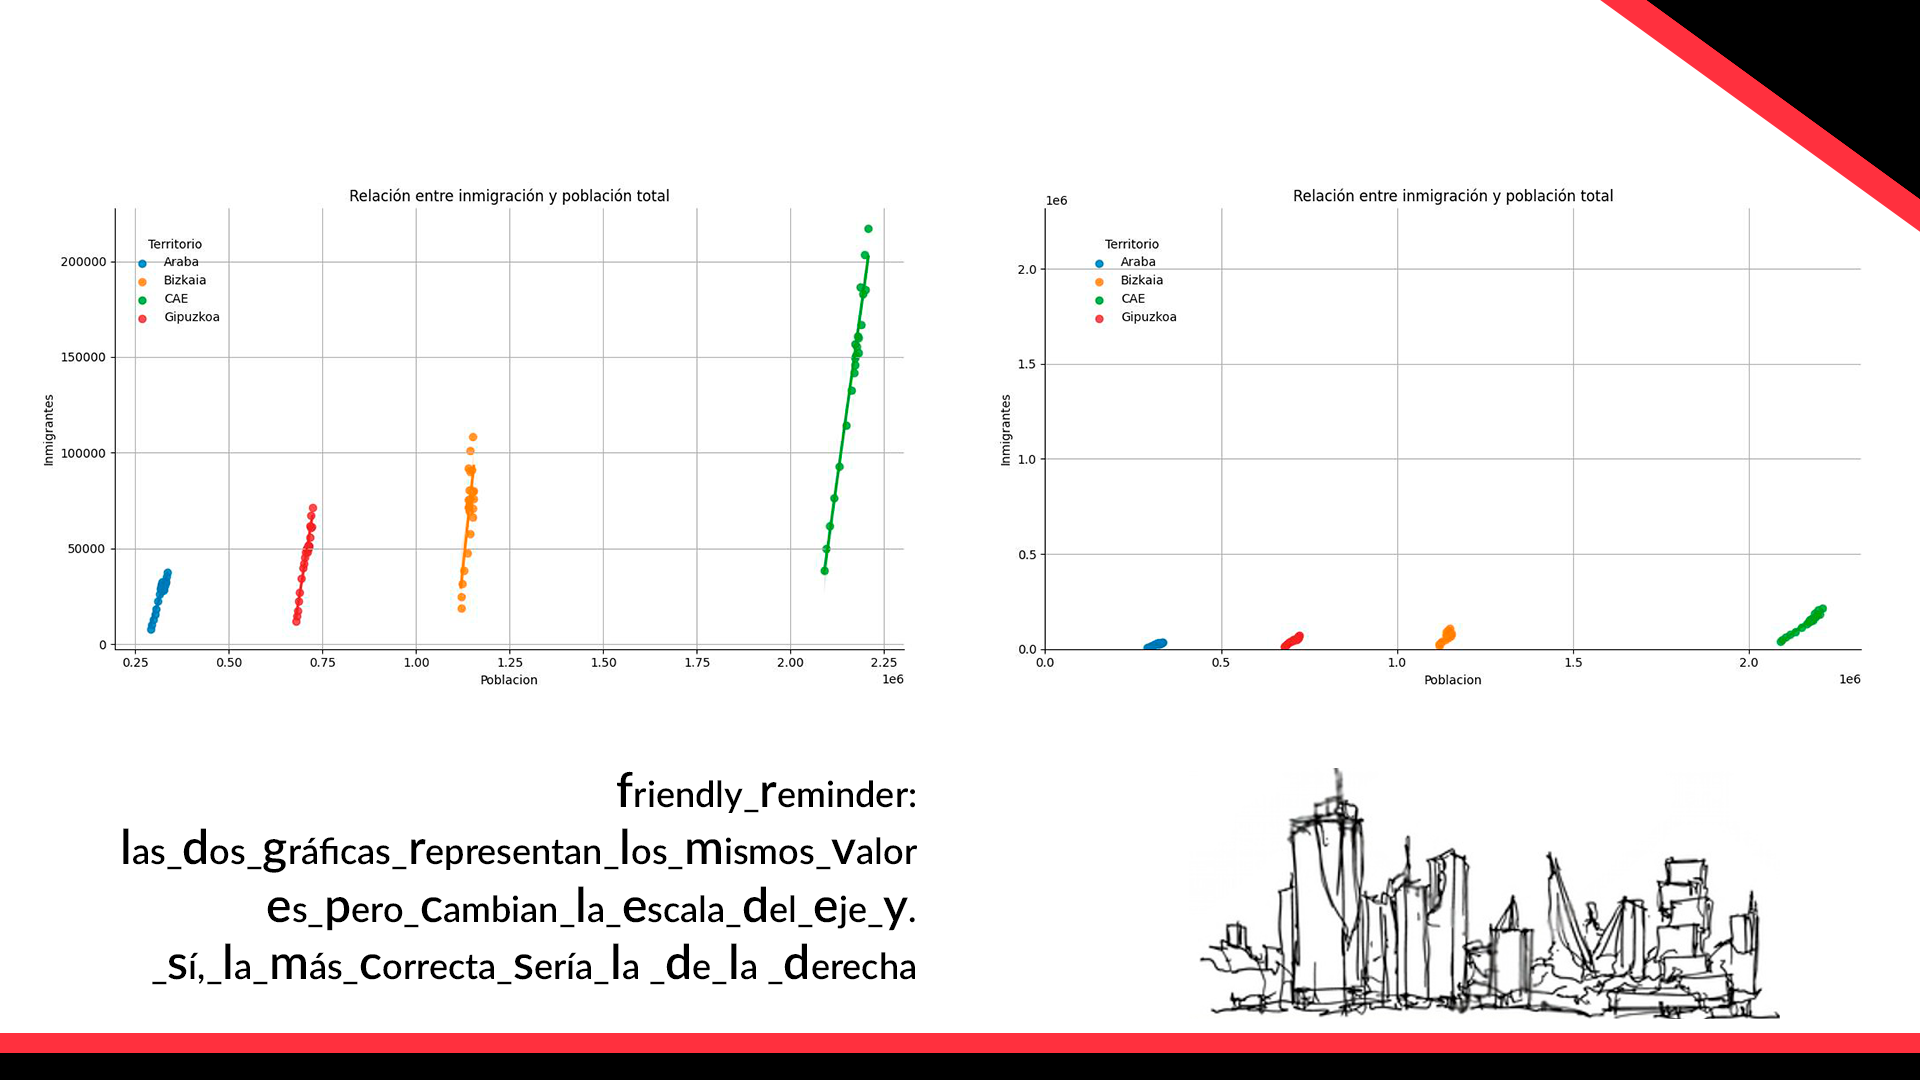 Relación entre inmigración y población total
Territorio
Araba
Bizkaia
CAE
Gipuzkoa
200000
150000
100000
50000
0
Inmigrantes
0.25 0.50 0.75 1.00 1.25 1.50 1.75 2.00 2.25
1e6
Poblacion
Relación entre inmigración y población total
1e6
Territorio
Araba
Bizkaia
CAE
Gipuzkoa
2.0
1.5
1.0
0.5
0.0
Inmigrantes
0.0 0.5 1.0 1.5 2.0
1e6
Poblacion
friendly_reminder:
las_dos_gráficas_representan_los_mismos_valor
es_pero_cambian_la_escala_del_eje_y.
_sí,_la_más_correcta_sería_la _de_la _derecha